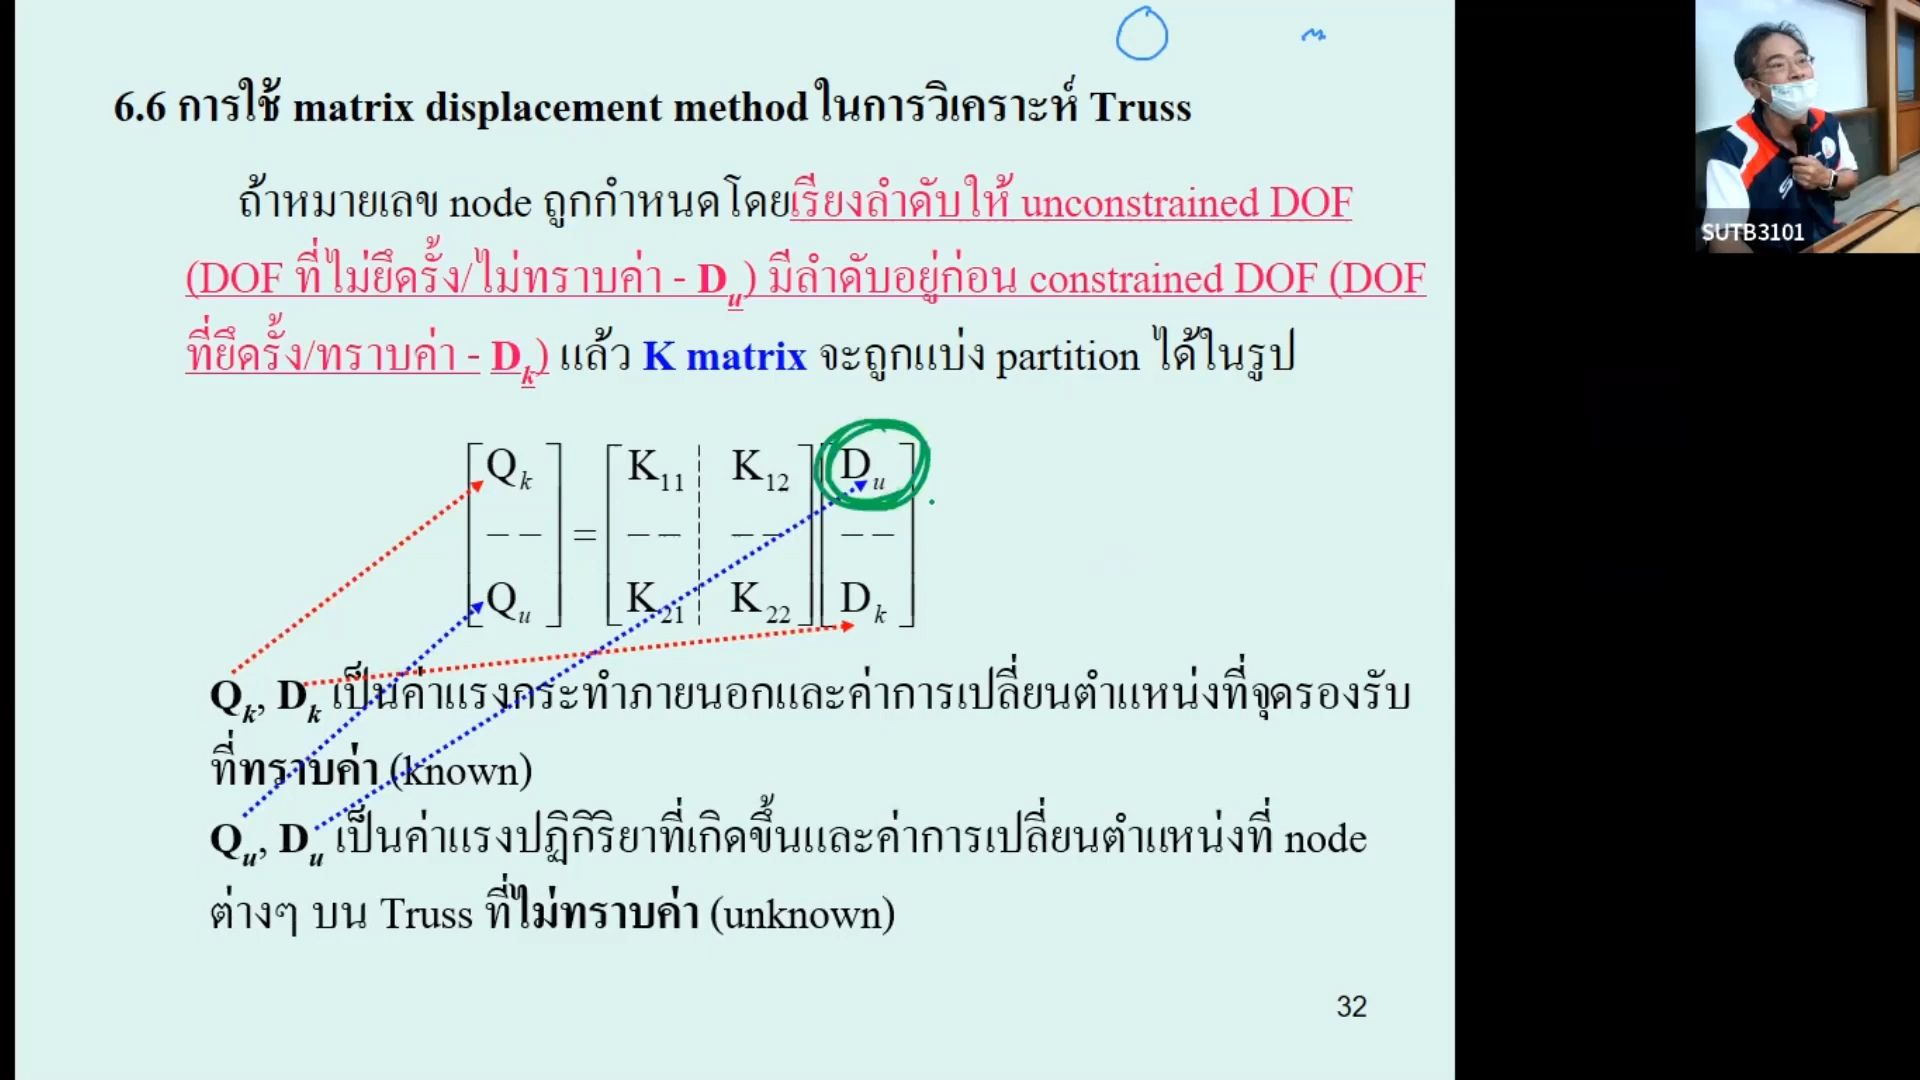 6.6 การใช้ matrix displacement method ในการวิเคราะห์ Truss
ถ้าหมายเลข node ถูกกำหนดโดยเรียงลำดับให้ unconstrained DOF
(DOF ที่ไม่ยึดรั้ง/ไม่ทราบค่า - Du) มีลำดับอยู่ก่อน constrained DOF (DOF
ที่ยึดรั้ง/ทราบค่า - Dk) แล้ว K matrix จะถูกแบ่ง partition ได้ในรูป
Qk K11 K12 Du
-- = -- -- --
Qu K21 K22 Dk
Qk, Dk เป็นค่าแรงกระทำภายนอกและค่าการเปลี่ยนตำแหน่งที่จุดรองรับ
ที่ทราบค่า (known)
Qu, Du เป็นค่าแรงปฏิกิริยาที่เกิดขึ้นและค่าการเปลี่ยนตำแหน่งที่ node
ต่างๆ บน Truss ที่ไม่ทราบค่า (unknown)
32
SUTB3101